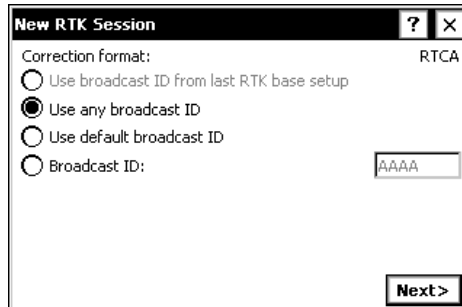 New RTK Session ? ×
Correction format: RTCA
Use broadcast ID from last RTK base setup
Use any broadcast ID
Use default broadcast ID
Broadcast ID: AAAA
Next>